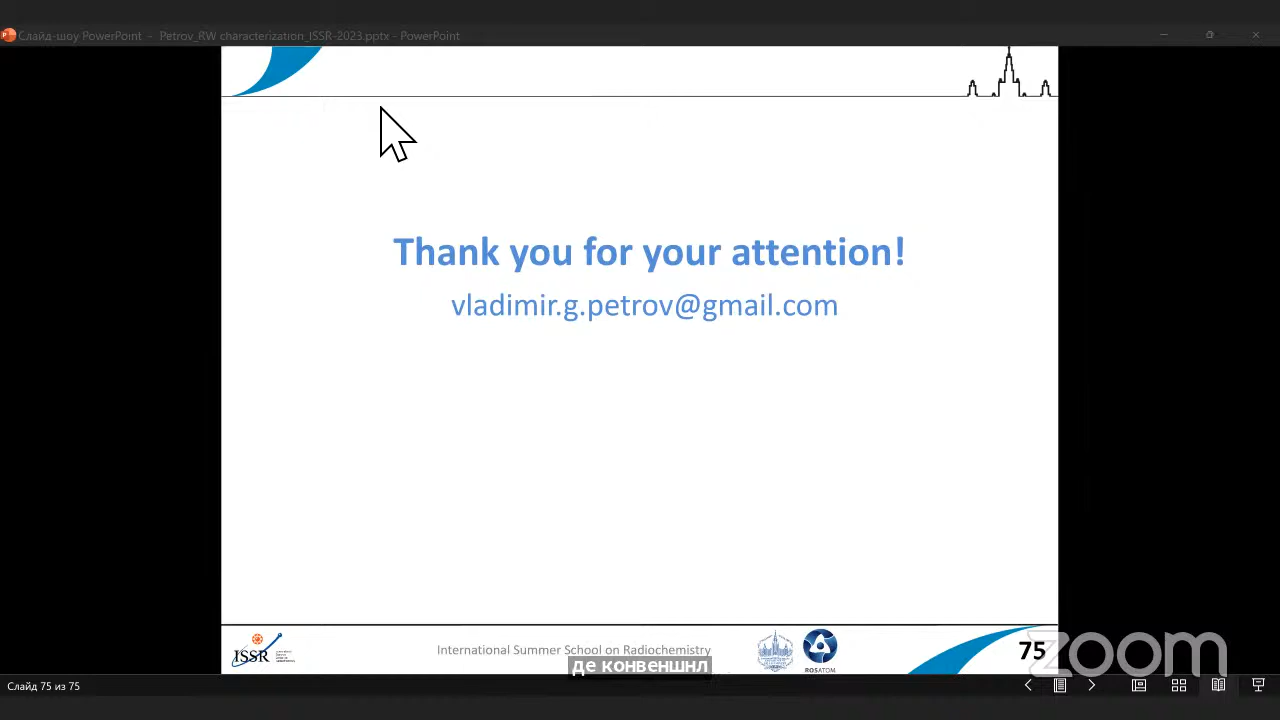 Слайд-шоу PowerPoint - Petrov_RW characterization_ISSR-2023.pptx - PowerPoint
Thank you for your attention!
vladimir.g.petrov@gmail.com
ISSR
International Summer School on Radiochemistry
ROSATOM
75
zoom
де конвеншнл
Слайд 75 из 75